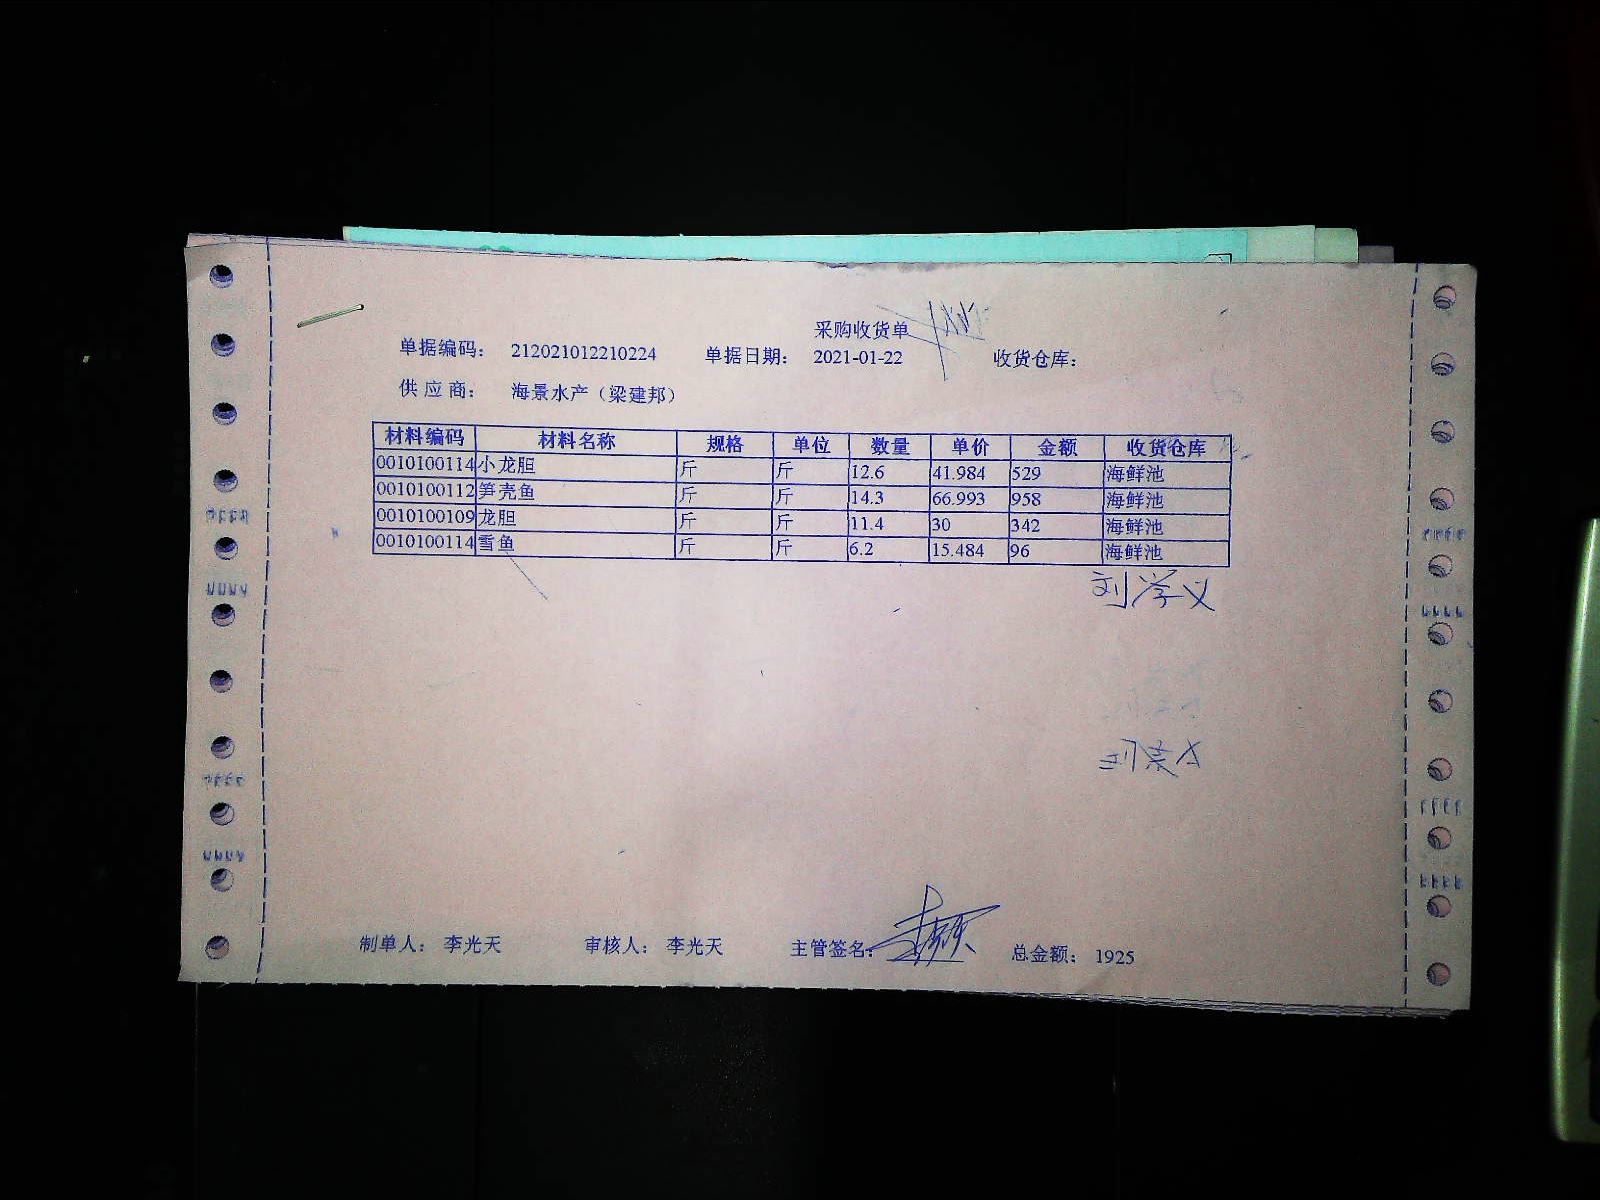 采购收货单
单据编码： 212021012210224 单据日期： 2021-01-22 收货仓库：
供 应 商： 海景水产（梁建邦）
材料编码 材料名称 规格 单位 数量 单价 金额 收货仓库
0010100114 小龙胆 斤 斤 12.6 41.984 529 海鲜池
0010100112 笋壳鱼 斤 斤 14.3 66.993 958 海鲜池
0010100109 龙胆 斤 斤 11.4 30 342 海鲜池
0010100114 雪鱼 斤 斤 6.2 15.484 96 海鲜池
刘学义
制单人： 李光天 审核人： 李光天 主管签名： 总金额： 1925